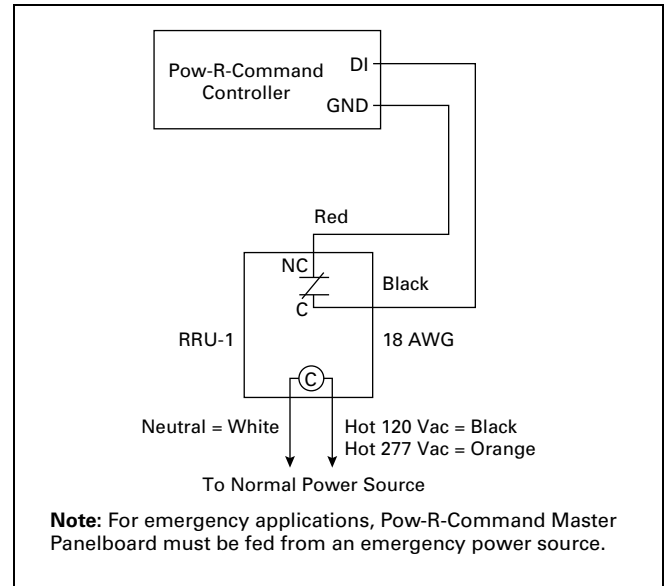 Pow-R-Command
Controller
DI
GND
Red
NC
Black
C
RRU-1
18 AWG
C
Neutral = White
Hot 120 Vac = Black
Hot 277 Vac = Orange
To Normal Power Source
Note: For emergency applications, Pow-R-Command Master
Panelboard must be fed from an emergency power source.